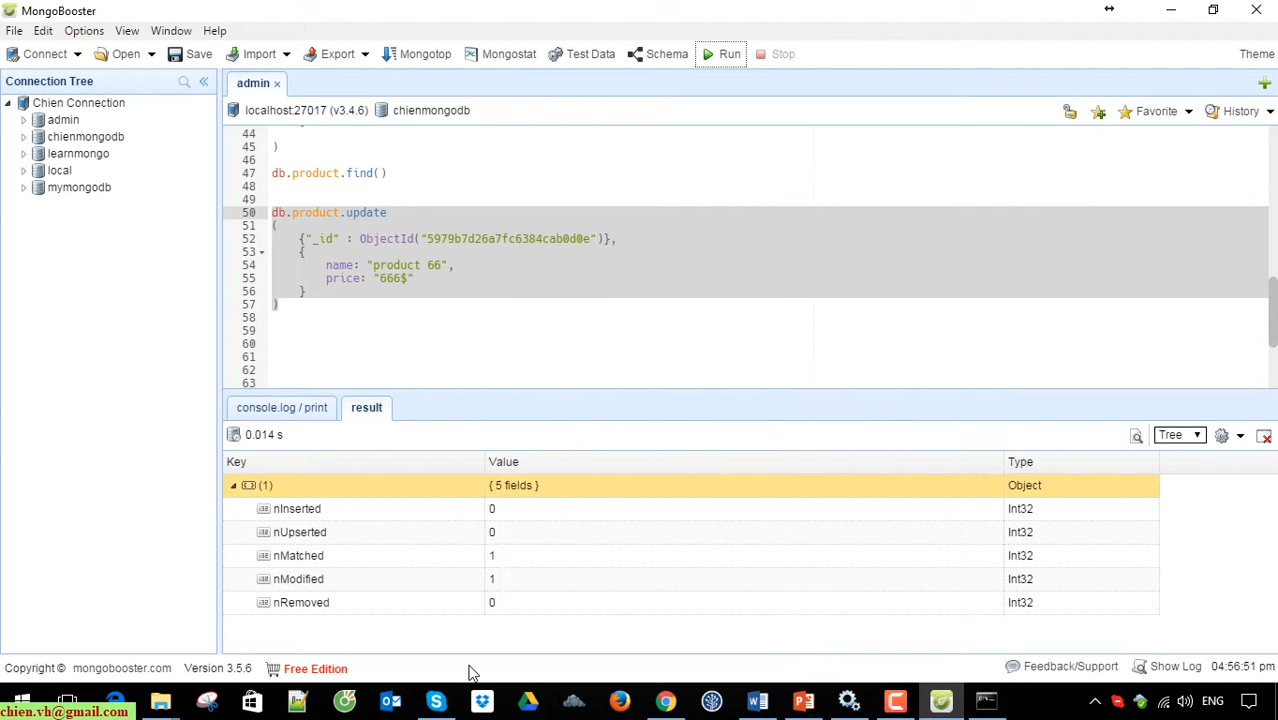 MongoBooster
File Edit Options View Window Help
Connect Open Save Import Export Mongotop Mongostat Test Data Schema Run Stop Theme
Connection Tree
admin
Chien Connection
admin
chienmongodb
learnmongo
local
mymongodb
localhost:27017 (v3.4.6) chienmongodb Favorite History
44
45 )
46
47 db.product.find()
48
49
50 db.product.update
51 (
52 {"_id" : ObjectId("5979b7d26a7fc6384cab0d0e")},
53 {
54 name: "product 66",
55 price: "666$"
56 }
57 )
58
59
60
61
62
63
console.log / print result
0.014 s Tree
Key Value Type
(1) { 5 fields } Object
nInserted 0 Int32
nUpserted 0 Int32
nMatched 1 Int32
nModified 1 Int32
nRemoved 0 Int32
Copyright © mongobooster.com Version 3.5.6 Free Edition Feedback/Support Show Log 04:56:51 PM
ENG
chien.vh@gmail.com